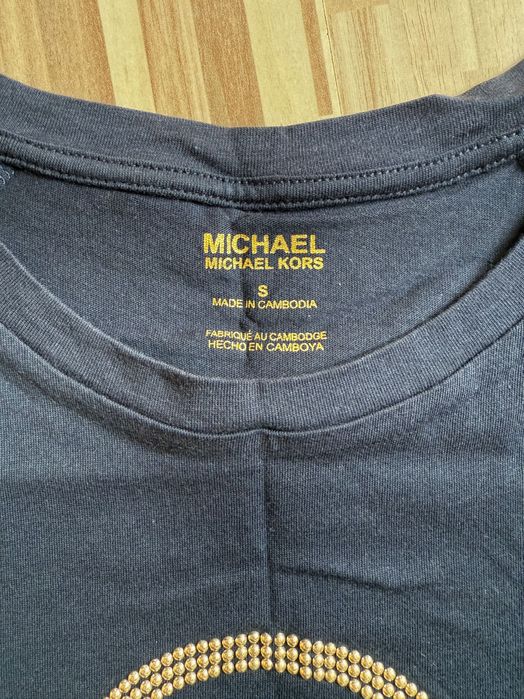 MICHAEL
MICHAEL KORS
S
MADE IN CAMBODIA
FABRIQUÉ AU CAMBODGE
HECHO EN CAMBOYA